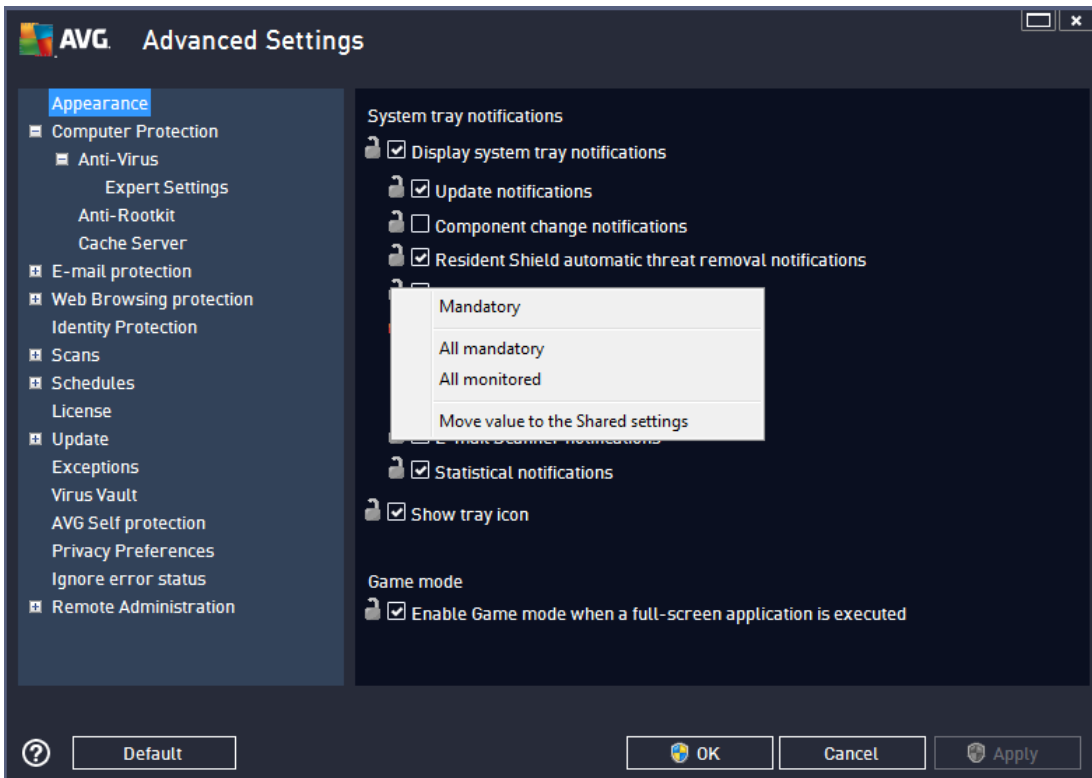 AVG. Advanced Settings
Appearance
Computer Protection
Anti-Virus
Expert Settings
Anti-Rootkit
Cache Server
E-mail protection
Web Browsing protection
Identity Protection
Scans
Schedules
License
Update
Exceptions
Virus Vault
AVG Self protection
Privacy Preferences
Ignore error status
Remote Administration
System tray notifications
Display system tray notifications
Update notifications
Component change notifications
Resident Shield automatic threat removal notifications
Mandatory
All mandatory
All monitored
Move value to the Shared settings
E-mail Scanner notifications
Statistical notifications
Show tray icon
Game mode
Enable Game mode when a full-screen application is executed
? Default OK Cancel Apply